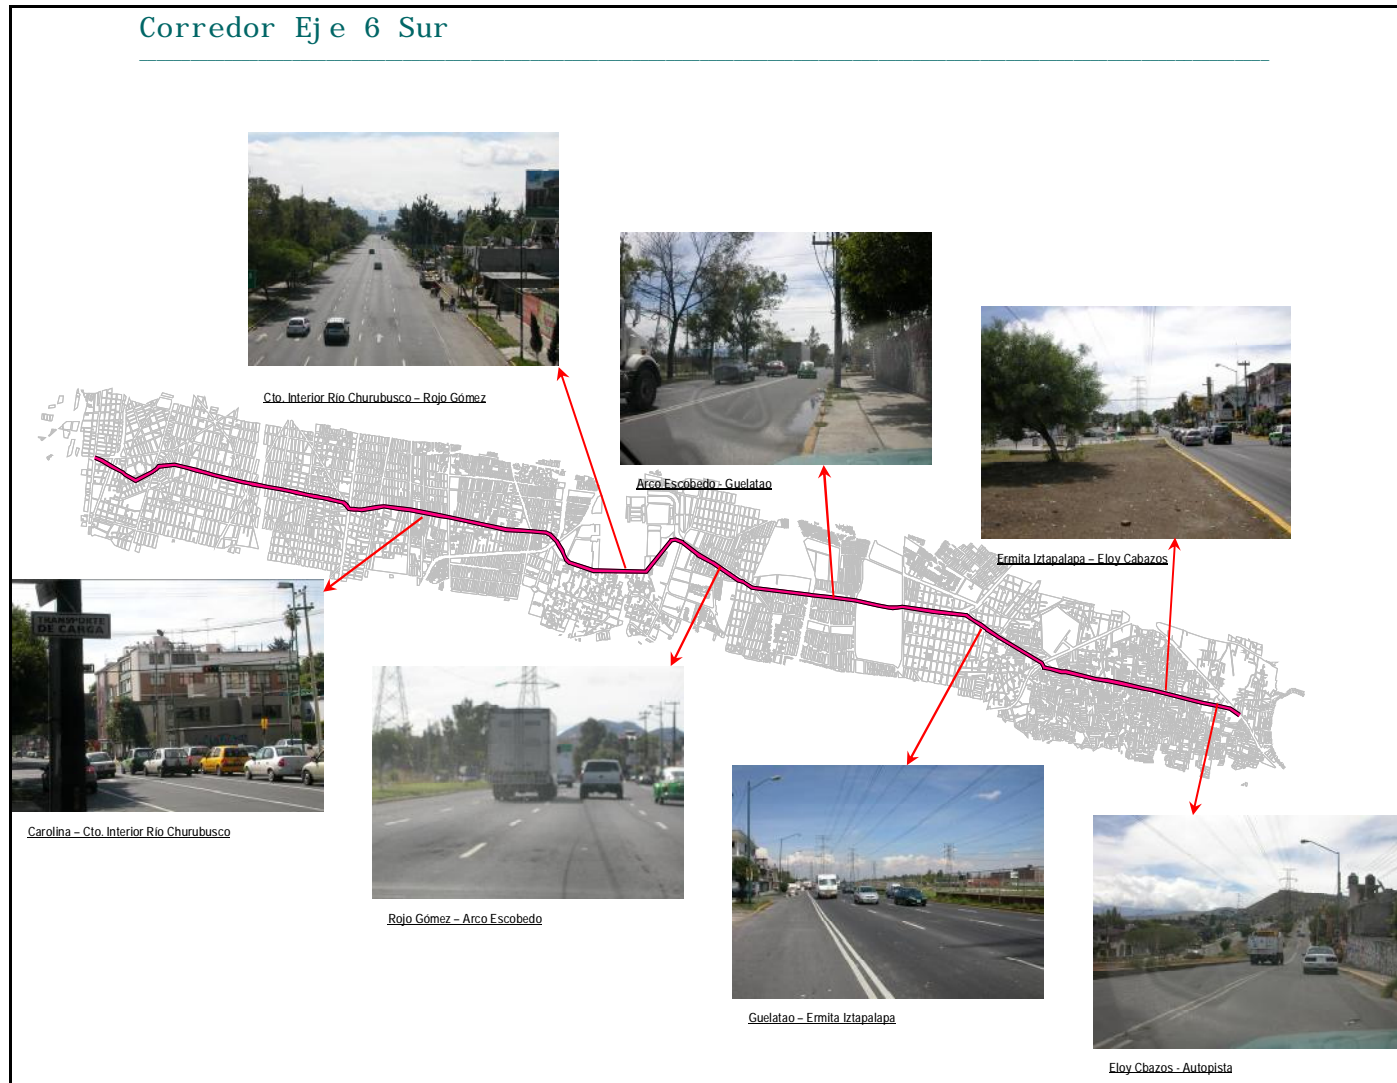 Corredor Eje 6 Sur
Cto. Interior Río Churubusco – Rojo Gómez
Arco Escobedo - Guelatao
Ermita Iztapalapa – Eloy Cabazos
TRANSPORTE
DE CARGA
Carolina – Cto. Interior Río Churubusco
Rojo Gómez – Arco Escobedo
Guelatao – Ermita Iztapalapa
Eloy Cbazos - Autopista